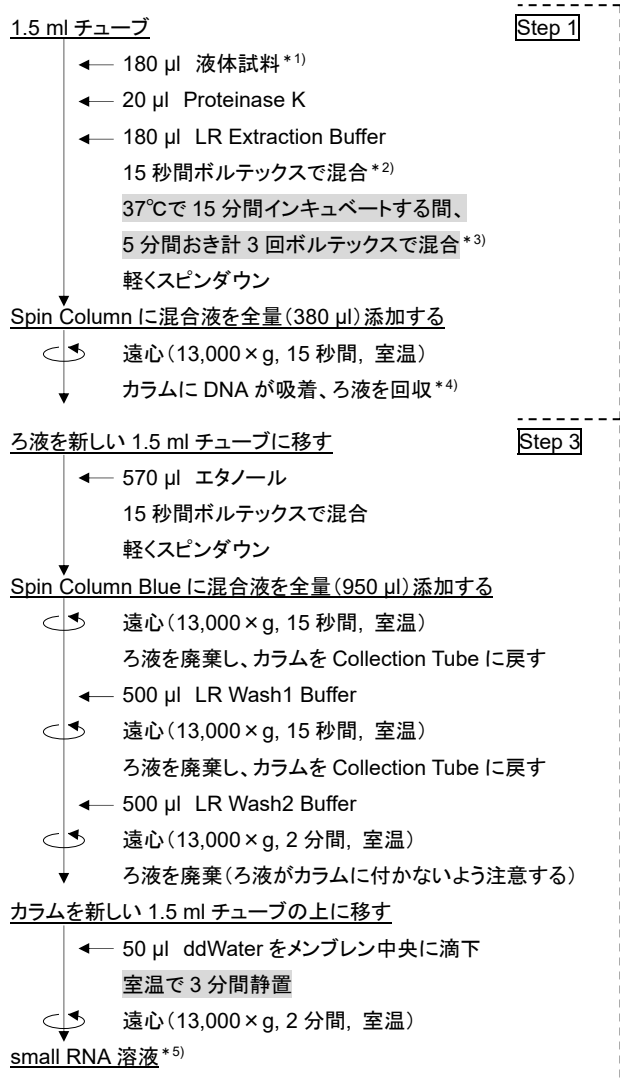 1.5 ml チューブ
Step 1
180 µl 液体試料*1)
20 µl Proteinase K
180 µl LR Extraction Buffer
15 秒間ボルテックスで混合*2)
37℃で 15 分間インキュベートする間、
5 分間おき計 3 回ボルテックスで混合*3)
軽くスピンダウン
Spin Column に混合液を全量(380 µl)添加する
遠心(13,000×g, 15 秒間, 室温)
カラムに DNA が吸着、ろ液を回収*4)
ろ液を新しい 1.5 ml チューブに移す
Step 3
570 µl エタノール
15 秒間ボルテックスで混合
軽くスピンダウン
Spin Column Blue に混合液を全量(950 µl)添加する
遠心(13,000×g, 15 秒間, 室温)
ろ液を廃棄し、カラムを Collection Tube に戻す
500 µl LR Wash1 Buffer
遠心(13,000×g, 15 秒間, 室温)
ろ液を廃棄し、カラムを Collection Tube に戻す
500 µl LR Wash2 Buffer
遠心(13,000×g, 2 分間, 室温)
ろ液を廃棄(ろ液がカラムに付かないよう注意する)
カラムを新しい 1.5 ml チューブの上に移す
50 µl ddWater をメンブレン中央に滴下
室温で 3 分間静置
遠心(13,000×g, 2 分間, 室温)
small RNA 溶液*5)